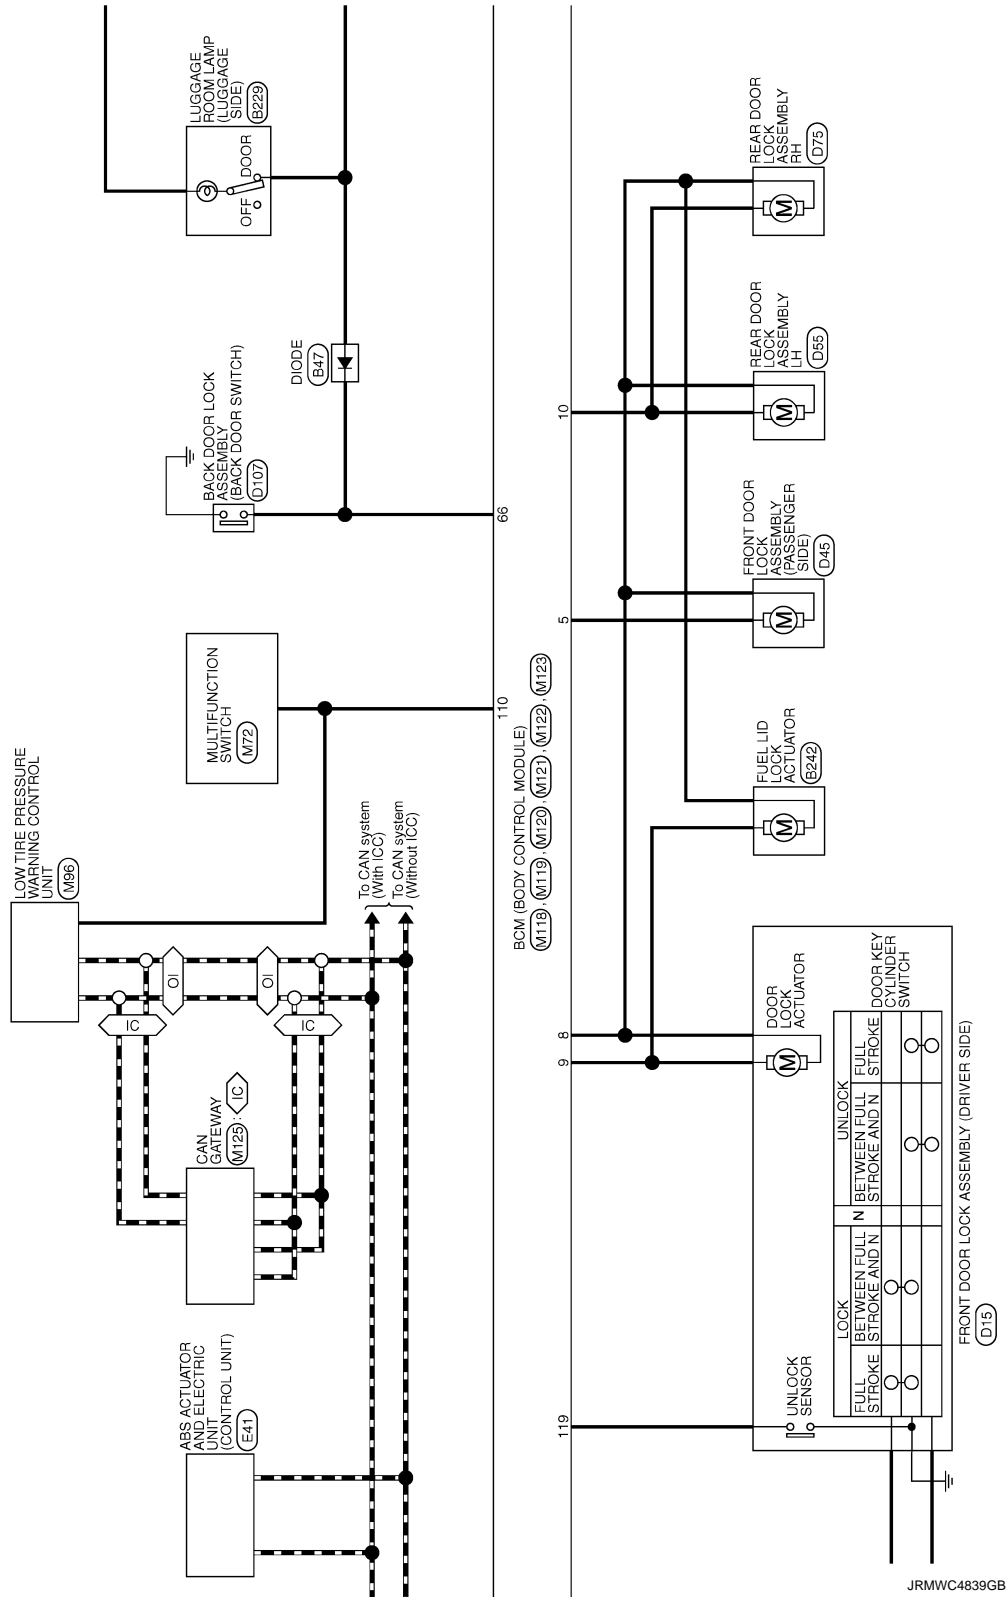 ABS ACTUATOR
AND ELECTRIC
UNIT
(CONTROL UNIT)
E41
CAN
GATEWAY
M125 : IC
IC
IC
OI
OI
LOW TIRE PRESSURE
WARNING CONTROL
UNIT
M96
To CAN system
(With ICC)
To CAN system
(Without ICC)
MULTIFUNCTION
SWITCH
M72
BACK DOOR LOCK
ASSEMBLY
(BACK DOOR SWITCH)
D107
DIODE
B47
LUGGAGE
ROOM LAMP
(LUGGAGE
SIDE)
B229
OFF
DOOR
110
66
BCM (BODY CONTROL MODULE)
M118 , M119 , M120 , M121 , M122 , M123
119
9
8
5
10
UNLOCK
SENSOR
DOOR
LOCK
ACTUATOR
M
DOOR KEY
CYLINDER
SWITCH
LOCK
N
UNLOCK
FULL
STROKE
BETWEEN FULL
STROKE AND N
BETWEEN FULL
STROKE AND N
FULL
STROKE
FRONT DOOR LOCK ASSEMBLY (DRIVER SIDE)
D15
FUEL LID
LOCK
ACTUATOR
B242
M
FRONT DOOR
LOCK
ASSEMBLY
(PASSENGER
SIDE)
D45
M
REAR DOOR
LOCK
ASSEMBLY
LH
D55
M
REAR DOOR
LOCK
ASSEMBLY
RH
D75
M
JRMWC4839GB